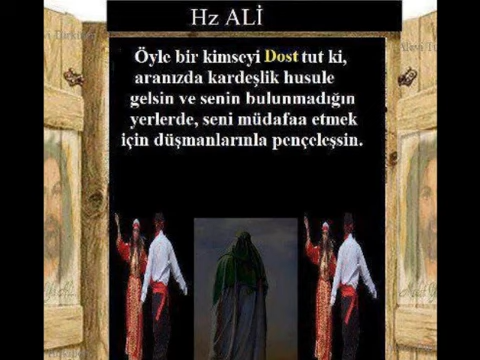 Hz ALİ
Öyle bir kimseyi Dost tut ki,
aranızda kardeşlik husule
gelsin ve senin bulunmadığın
yerlerde, seni müdafaa etmek
için düşmanlarınla pençeleşsin.